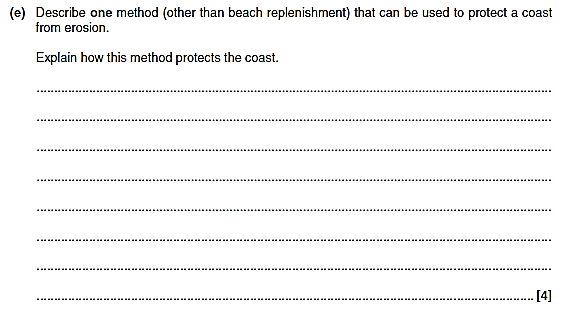 (e) Describe one method (other than beach replenishment) that can be used to protect a coast
from erosion.
Explain how this method protects the coast.
[4]